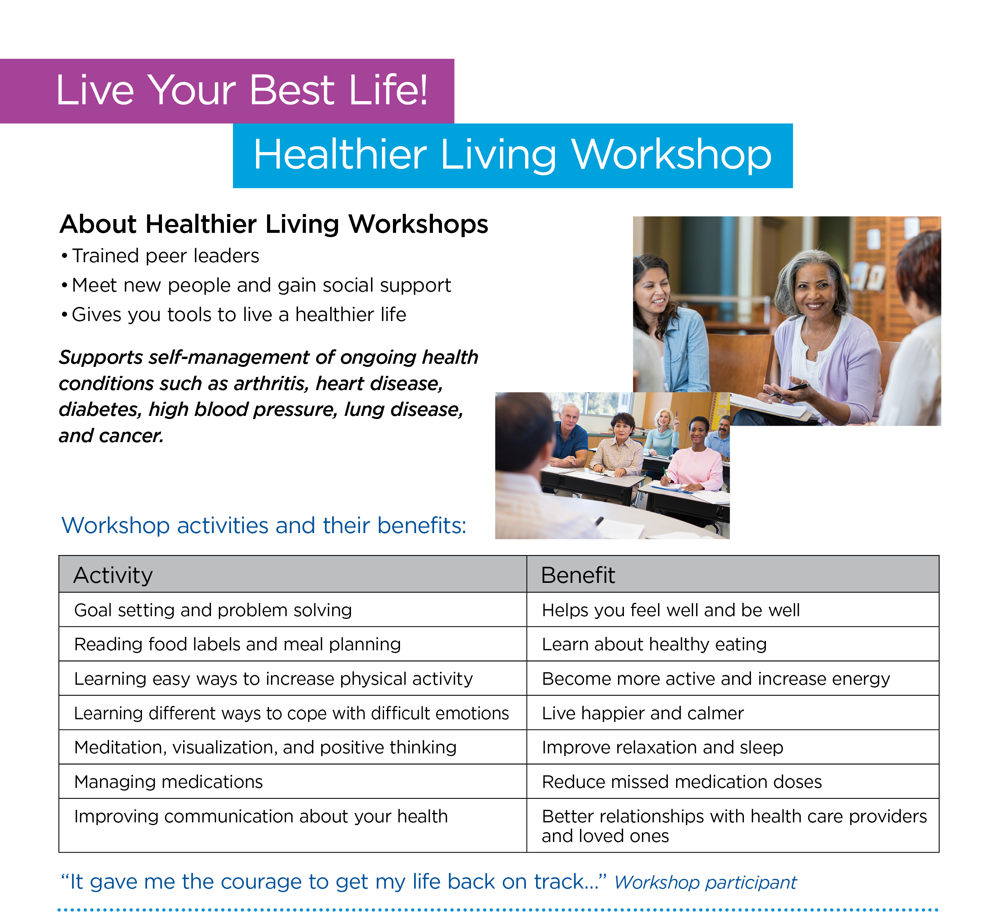 Live Your Best Life!
Healthier Living Workshop
About Healthier Living Workshops
• Trained peer leaders
• Meet new people and gain social support
• Gives you tools to live a healthier life
Supports self-management of ongoing health
conditions such as arthritis, heart disease,
diabetes, high blood pressure, lung disease,
and cancer.
Workshop activities and their benefits:
Activity Benefit
Goal setting and problem solving Helps you feel well and be well
Reading food labels and meal planning Learn about healthy eating
Learning easy ways to increase physical activity Become more active and increase energy
Learning different ways to cope with difficult emotions Live happier and calmer
Meditation, visualization, and positive thinking Improve relaxation and sleep
Managing medications Reduce missed medication doses
Improving communication about your health Better relationships with health care providers
and loved ones
“It gave me the courage to get my life back on track...” Workshop participant